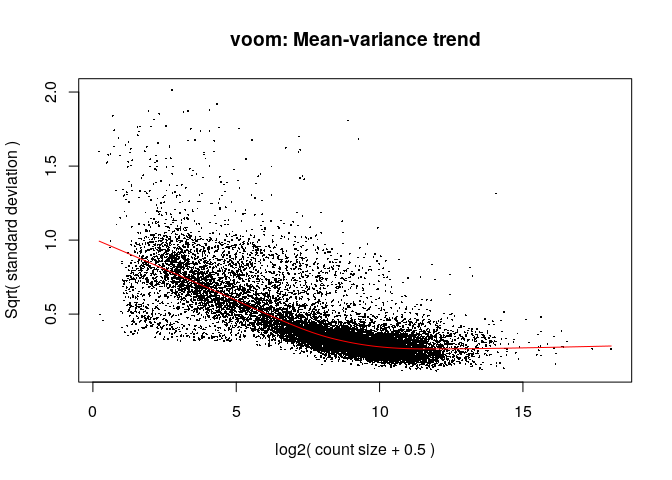 voom: Mean-variance trend
Sqrt( standard deviation )
2.0
1.5
1.0
0.5
0
5
10
15
log2( count size + 0.5 )